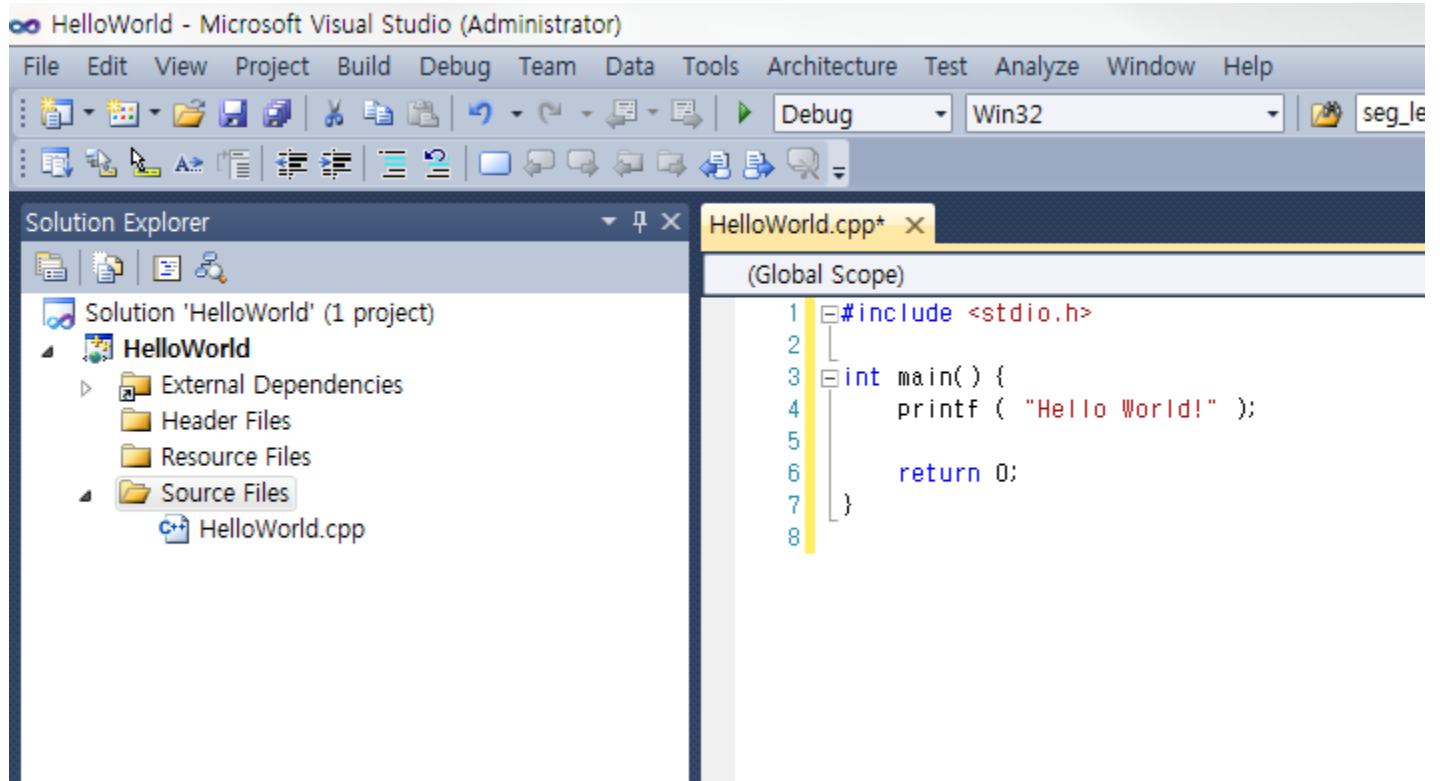 HelloWorld - Microsoft Visual Studio (Administrator)
File Edit View Project Build Debug Team Data Tools Architecture Test Analyze Window Help
Debug Win32 seg_le
Solution Explorer
HelloWorld.cpp*
(Global Scope)
Solution 'HelloWorld' (1 project)
HelloWorld
External Dependencies
Header Files
Resource Files
Source Files
C++ HelloWorld.cpp
1 #include <stdio.h>
2
3 int main() {
4 printf ( "Hello World!" );
5
6 return 0;
7 }
8